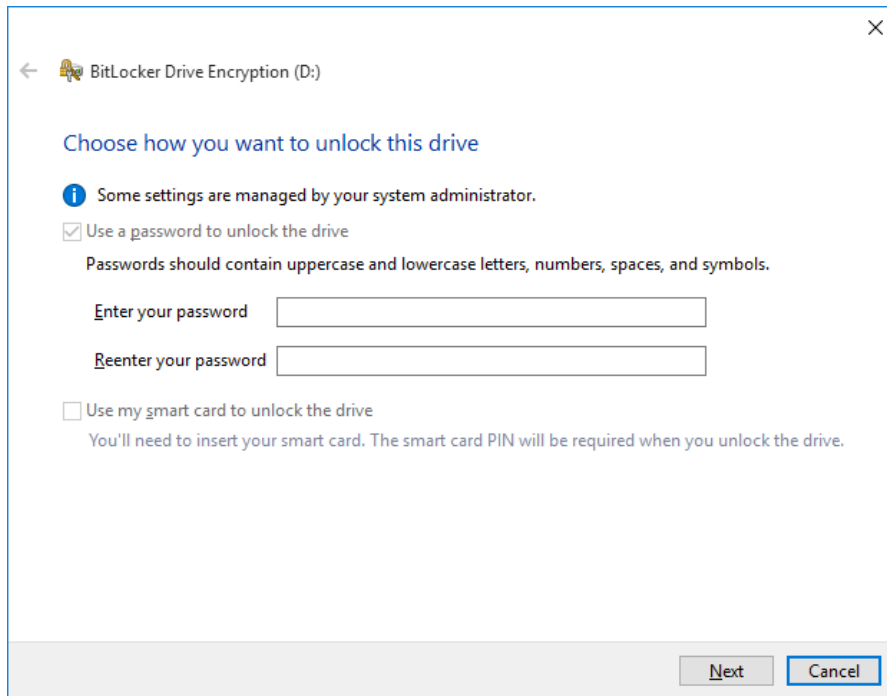 BitLocker Drive Encryption (D:)
Choose how you want to unlock this drive
Some settings are managed by your system administrator.
Use a password to unlock the drive
Passwords should contain uppercase and lowercase letters, numbers, spaces, and symbols.
Enter your password
Reenter your password
Use my smart card to unlock the drive
You'll need to insert your smart card. The smart card PIN will be required when you unlock the drive.
Next Cancel